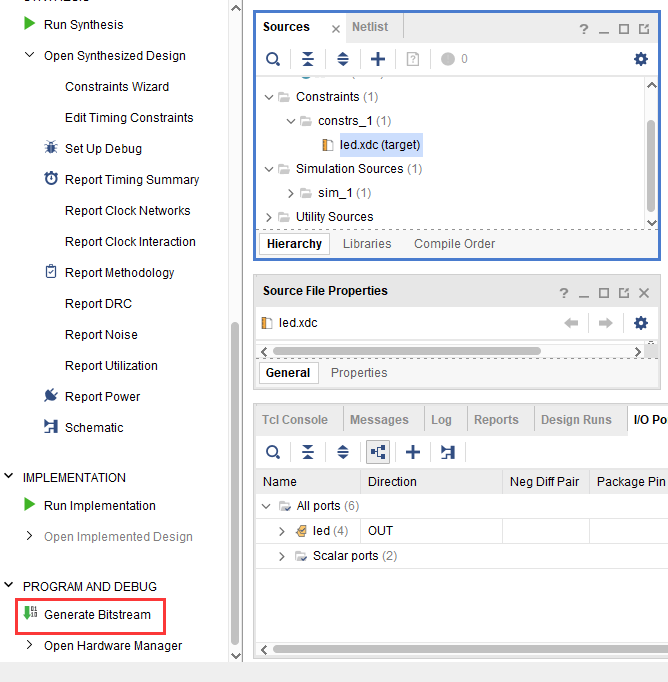 Run Synthesis
Open Synthesized Design
Constraints Wizard
Edit Timing Constraints
Set Up Debug
Report Timing Summary
Report Clock Networks
Report Clock Interaction
Report Methodology
Report DRC
Report Noise
Report Utilization
Report Power
Schematic
IMPLEMENTATION
Run Implementation
Open Implemented Design
PROGRAM AND DEBUG
Generate Bitstream
Open Hardware Manager
Sources
Netlist
0
Constraints (1)
constrs_1 (1)
led.xdc (target)
Simulation Sources (1)
sim_1 (1)
Utility Sources
Hierarchy Libraries Compile Order
Source File Properties
led.xdc
General Properties
Tcl Console Messages Log Reports Design Runs I/O Po
Name Direction Neg Diff Pair Package Pin
All ports (6)
led (4) OUT
Scalar ports (2)